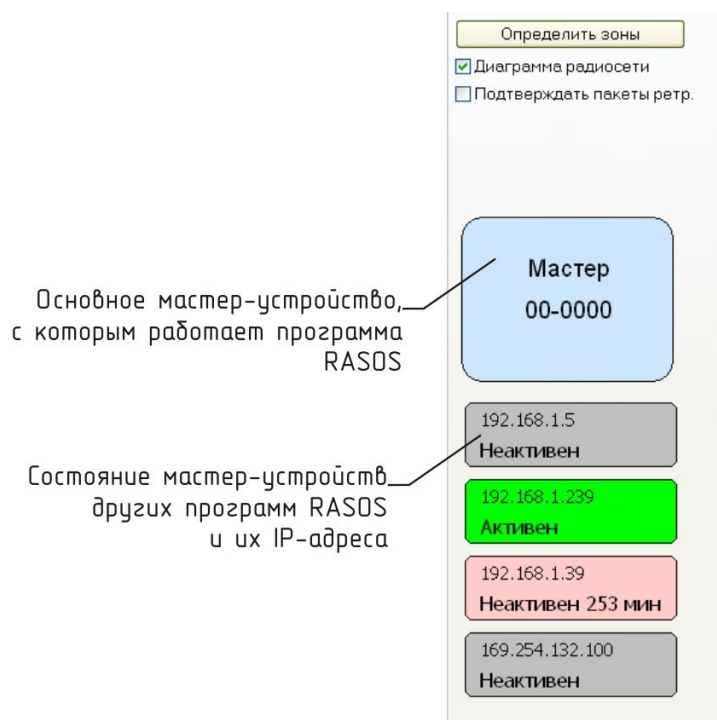 Определить зоны
Диаграмма радиосети
Подтверждать пакеты ретр.
Мастер
00-0000
Основное мастер-устройство,
с которым работает программа
RASOS
192.168.1.5
Неактивен
Состояние мастер-устройств
других программ RASOS
и их IP-адреса
192.168.1.239
Активен
192.168.1.39
Неактивен 253 мин
169.254.132.100
Неактивен